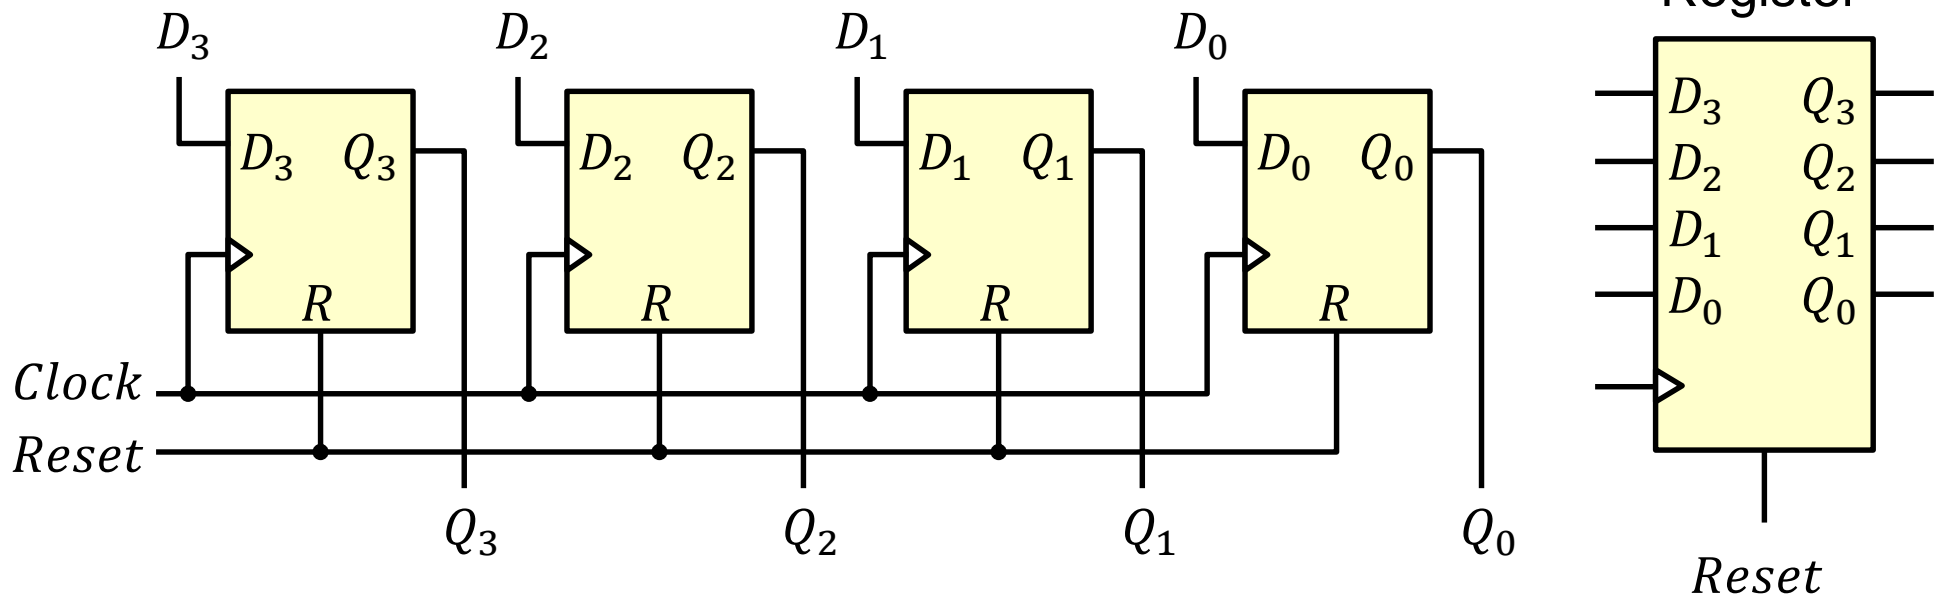 D₃ D₂ D₁ D₀
D₃ Q₃ D₂ Q₂ D₁ Q₁ D₀ Q₀
R R R R
Clock
Reset
Q₃ Q₂ Q₁ Q₀
Register
D₃ Q₃
D₂ Q₂
D₁ Q₁
D₀ Q₀
Reset